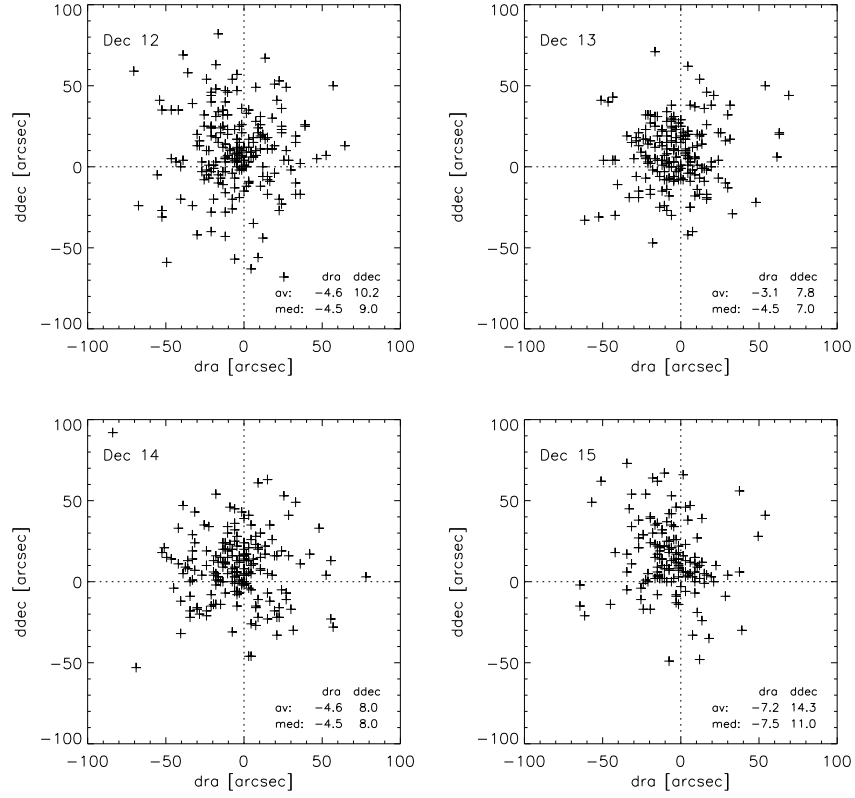 100
50
0
−50
−100
ddec [arcsec]
Dec 12
dra ddec
av: −4.6 10.2
med: −4.5 9.0
−100 −50 0 50 100
dra [arcsec]
100
50
0
−50
−100
ddec [arcsec]
Dec 13
dra ddec
av: −3.1 7.8
med: −4.5 7.0
−100 −50 0 50 100
dra [arcsec]
100
50
0
−50
−100
ddec [arcsec]
Dec 14
dra ddec
av: −4.6 8.0
med: −4.5 8.0
−100 −50 0 50 100
dra [arcsec]
100
50
0
−50
−100
ddec [arcsec]
Dec 15
dra ddec
av: −7.2 14.3
med: −7.5 11.0
−100 −50 0 50 100
dra [arcsec]